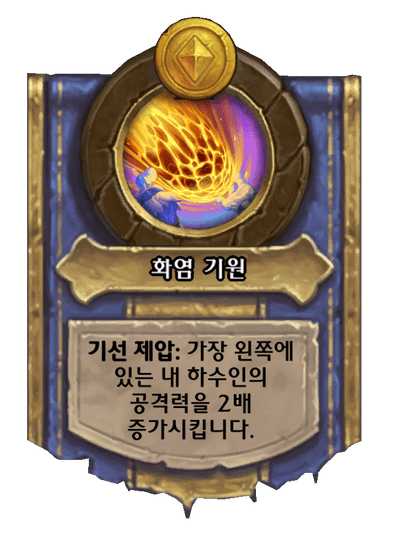 화염 기원
기선 제압: 가장 왼쪽에
있는 내 하수인의
공격력을 2배
증가시킵니다.